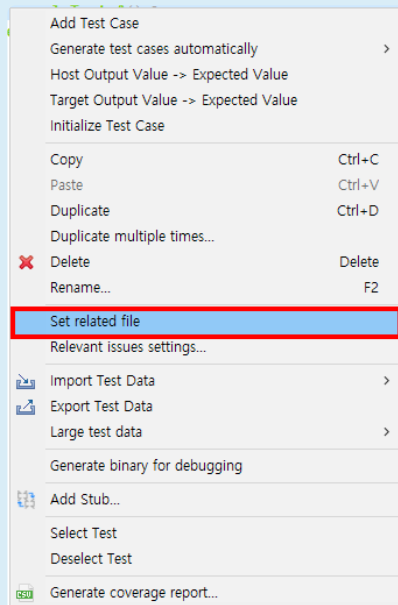 Add Test Case
Generate test cases automatically
Host Output Value -> Expected Value
Target Output Value -> Expected Value
Initialize Test Case
Copy Ctrl+C
Paste Ctrl+V
Duplicate Ctrl+D
Duplicate multiple times...
Delete Delete
Rename... F2
Set related file
Relevant issues settings...
Import Test Data
Export Test Data
Large test data
Generate binary for debugging
Add Stub...
Select Test
Deselect Test
CSU Generate coverage report...